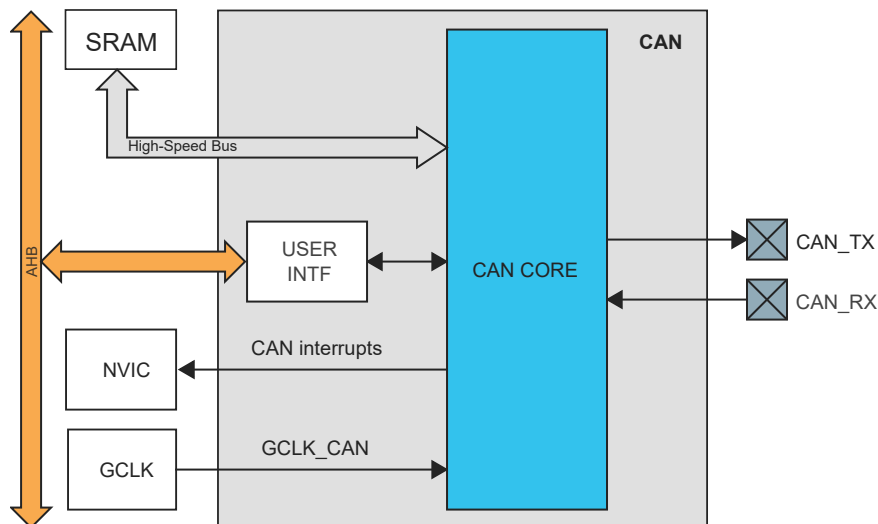 SRAM
CAN
High-Speed Bus
AHB
USER
INTF
CAN CORE
CAN_TX
CAN_RX
CAN interrupts
NVIC
GCLK_CAN
GCLK